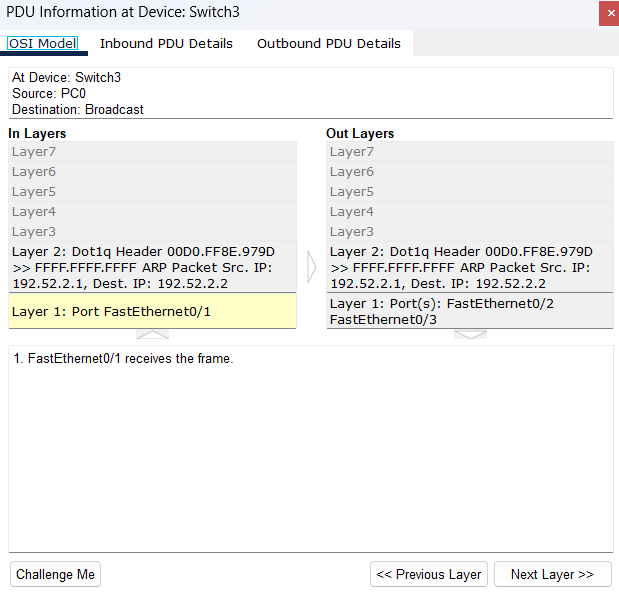 PDU Information at Device: Switch3
OSI Model Inbound PDU Details Outbound PDU Details
At Device: Switch3
Source: PC0
Destination: Broadcast
In Layers
Layer7
Layer6
Layer5
Layer4
Layer3
Layer 2: Dot1q Header 00D0.FF8E.979D
>> FFFF.FFFF.FFFF ARP Packet Src. IP:
192.52.2.1, Dest. IP: 192.52.2.2
Layer 1: Port FastEthernet0/1
Out Layers
Layer7
Layer6
Layer5
Layer4
Layer3
Layer 2: Dot1q Header 00D0.FF8E.979D
>> FFFF.FFFF.FFFF ARP Packet Src. IP:
192.52.2.1, Dest. IP: 192.52.2.2
Layer 1: Port(s): FastEthernet0/2
FastEthernet0/3
1. FastEthernet0/1 receives the frame.
Challenge Me
<< Previous Layer
Next Layer >>